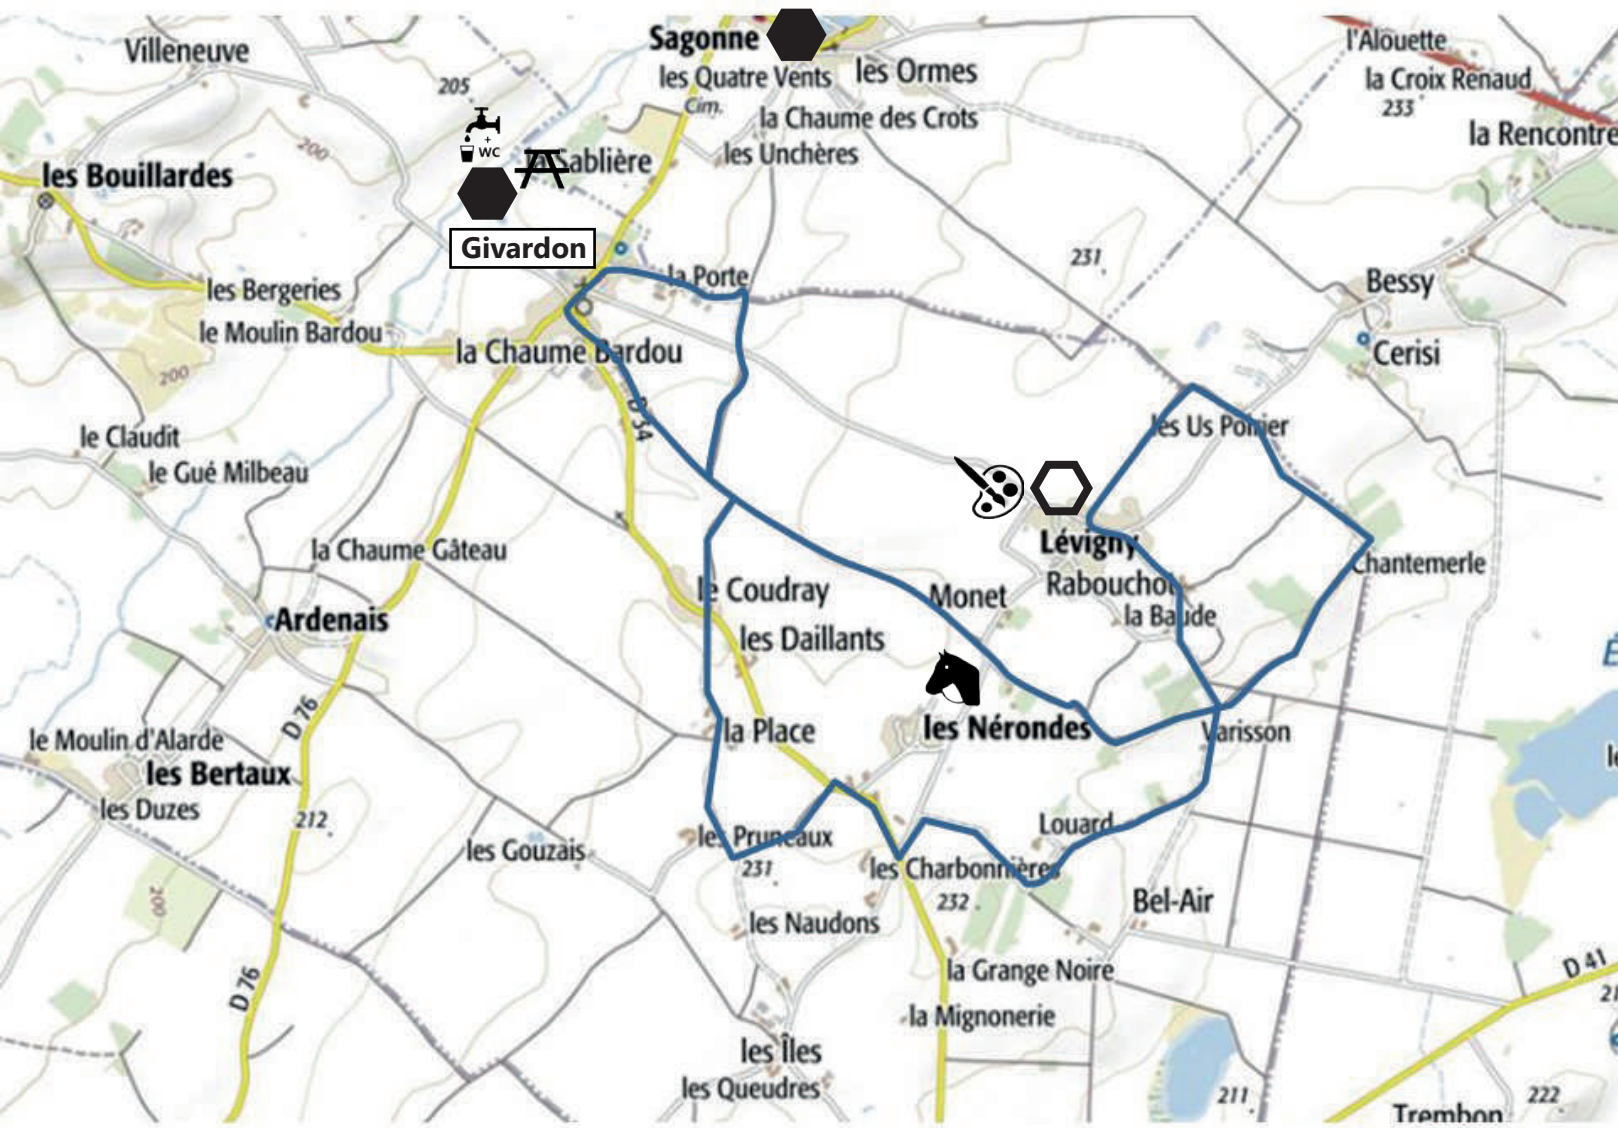 Villeneuve
Sagonne
l'Alouette
205
les Quatre Vents
les Ormes
la Croix Renaud
233
Cim.
la Chaume des Crots
la Rencontre
200
+
WC
les Unchères
Sablière
les Bouillardes
Givardon
231
les Bergeries
la Porte
Bessy
le Moulin Bardou
la Chaume Bardou
Cerisi
200
D 34
les Us Poirier
le Claudit
le Gué Milbeau
Lévigny
la Chaume Gâteau
Chantemerle
le Coudray
Monet
Rabouchot
la Baude
Ardenais
les Daillants
É
D 76
la Place
les Nérondes
Varisson
le Moulin d'Alarde
les Bertaux
les Duzes
212
les Pruneaux
Louard
les Gouzais
231
les Charbonnières
200
232
Bel-Air
les Naudons
D 76
la Grange Noire
D 41
la Mignonerie
les Îles
les Queudres
211
222
Trembon